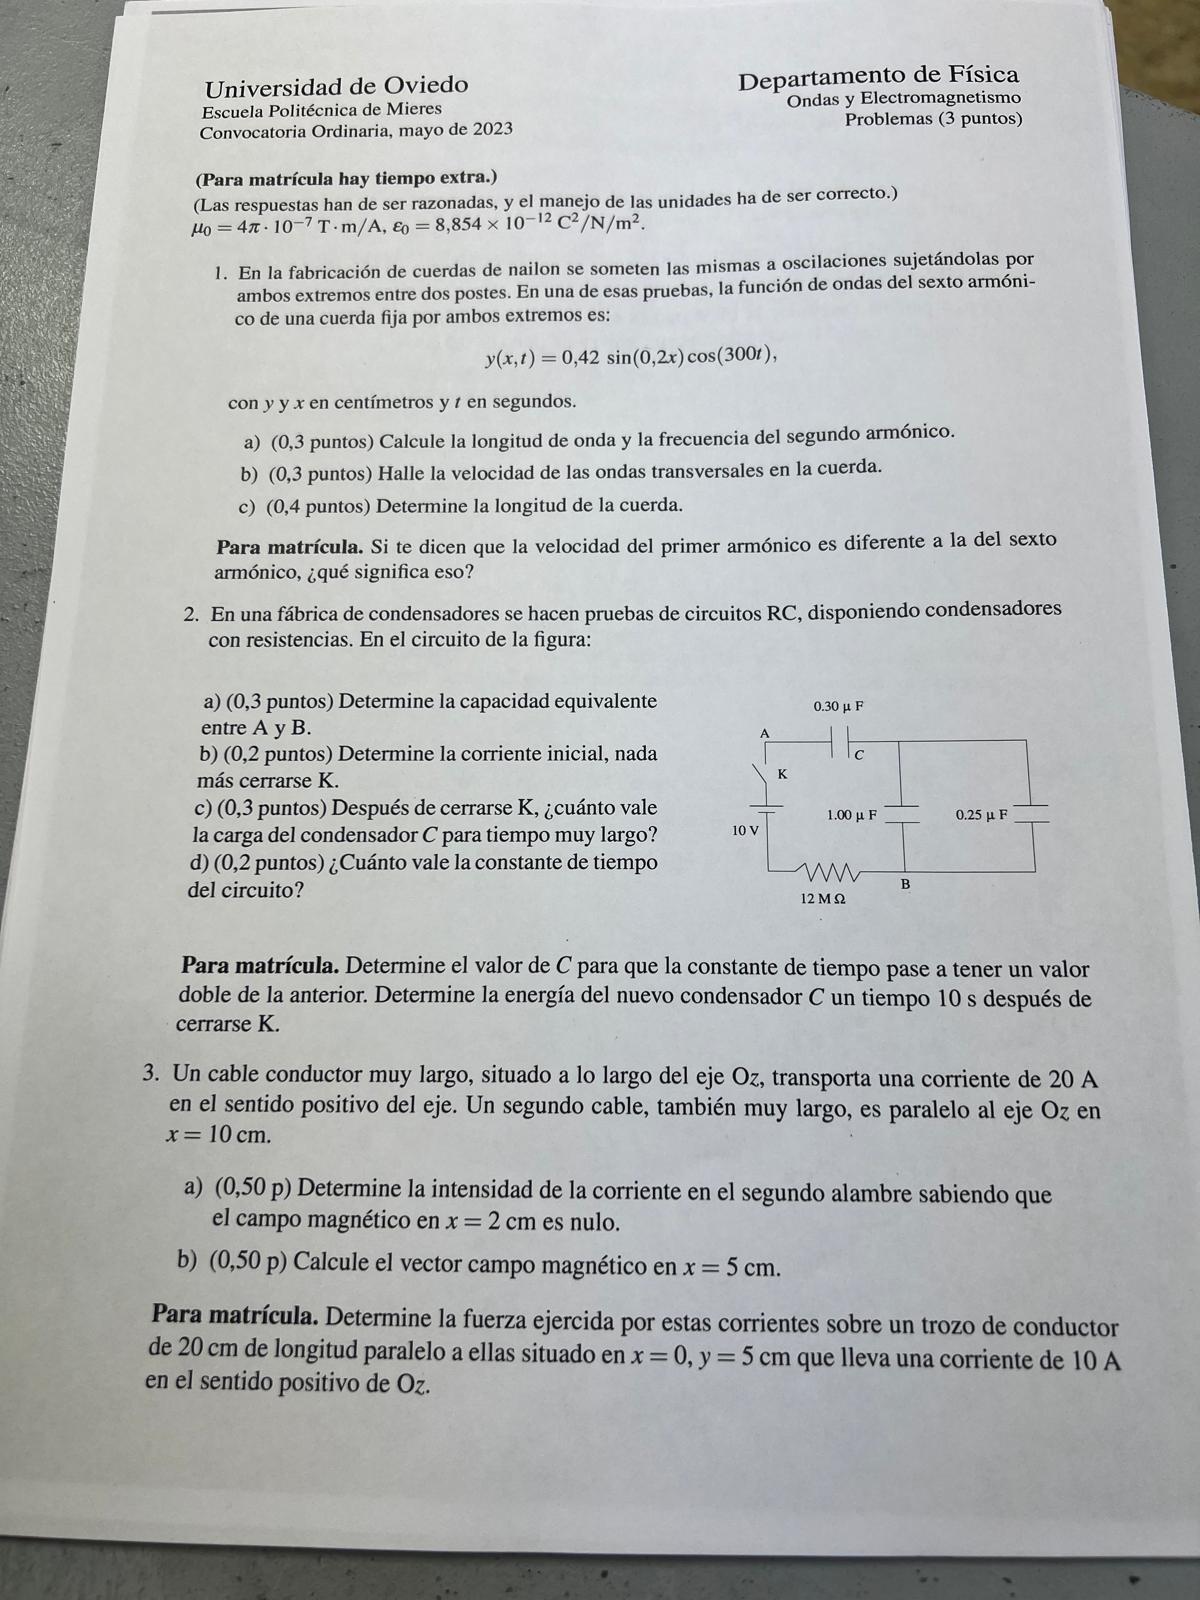 Universidad de Oviedo
Escuela Politécnica de Mieres
Convocatoria Ordinaria, mayo de 2023
Departamento de Física
Ondas y Electromagnetismo
Problemas (3 puntos)
(Para matrícula hay tiempo extra.)
(Las respuestas han de ser razonadas, y el manejo de las unidades ha de ser correcto.)
μ₀ = 4π · 10⁻⁷ T · m/A, ε₀ = 8,854 × 10⁻¹² C²/N/m².
1. En la fabricación de cuerdas de nailon se someten las mismas a oscilaciones sujetándolas por
ambos extremos entre dos postes. En una de esas pruebas, la función de ondas del sexto armóni-
co de una cuerda fija por ambos extremos es:
y(x,t) = 0,42 sin(0,2x) cos(300t),
con y y x en centímetros y t en segundos.
a) (0,3 puntos) Calcule la longitud de onda y la frecuencia del segundo armónico.
b) (0,3 puntos) Halle la velocidad de las ondas transversales en la cuerda.
c) (0,4 puntos) Determine la longitud de la cuerda.
Para matrícula. Si te dicen que la velocidad del primer armónico es diferente a la del sexto
armónico, ¿qué significa eso?
2. En una fábrica de condensadores se hacen pruebas de circuitos RC, disponiendo condensadores
con resistencias. En el circuito de la figura:
a) (0,3 puntos) Determine la capacidad equivalente
entre A y B.
b) (0,2 puntos) Determine la corriente inicial, nada
más cerrarse K.
c) (0,3 puntos) Después de cerrarse K, ¿cuánto vale
la carga del condensador C para tiempo muy largo?
d) (0,2 puntos) ¿Cuánto vale la constante de tiempo
del circuito?
0.30 μ F
A
C
K
1.00 μ F
0.25 μ F
10 V
B
12 M Ω
Para matrícula. Determine el valor de C para que la constante de tiempo pase a tener un valor
doble de la anterior. Determine la energía del nuevo condensador C un tiempo 10 s después de
cerrarse K.
3. Un cable conductor muy largo, situado a lo largo del eje Oz, transporta una corriente de 20 A
en el sentido positivo del eje. Un segundo cable, también muy largo, es paralelo al eje Oz en
x = 10 cm.
a) (0,50 p) Determine la intensidad de la corriente en el segundo alambre sabiendo que
el campo magnético en x = 2 cm es nulo.
b) (0,50 p) Calcule el vector campo magnético en x = 5 cm.
Para matrícula. Determine la fuerza ejercida por estas corrientes sobre un trozo de conductor
de 20 cm de longitud paralelo a ellas situado en x = 0, y = 5 cm que lleva una corriente de 10 A
en el sentido positivo de Oz.